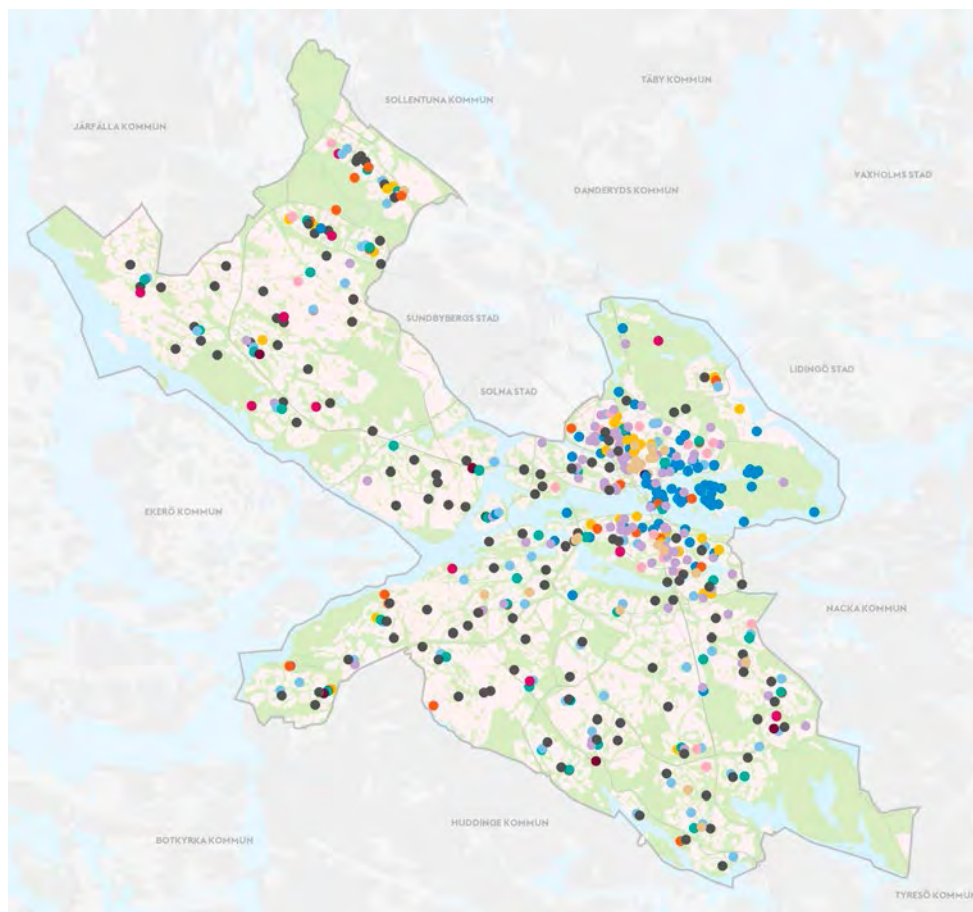 TÄBY KOMMUN
SOLLENTUNA KOMMUN
JÄRFÄLLA KOMMUN
VAXHOLMS STAD
DANDERYDS KOMMUN
SUNDBYBERGS STAD
LIDINGÖ STAD
SOLNA STAD
EKERÖ KOMMUN
NACKA KOMMUN
HUDDINGE KOMMUN
BOTKYRKA KOMMUN
TYRESÖ KOMMUN